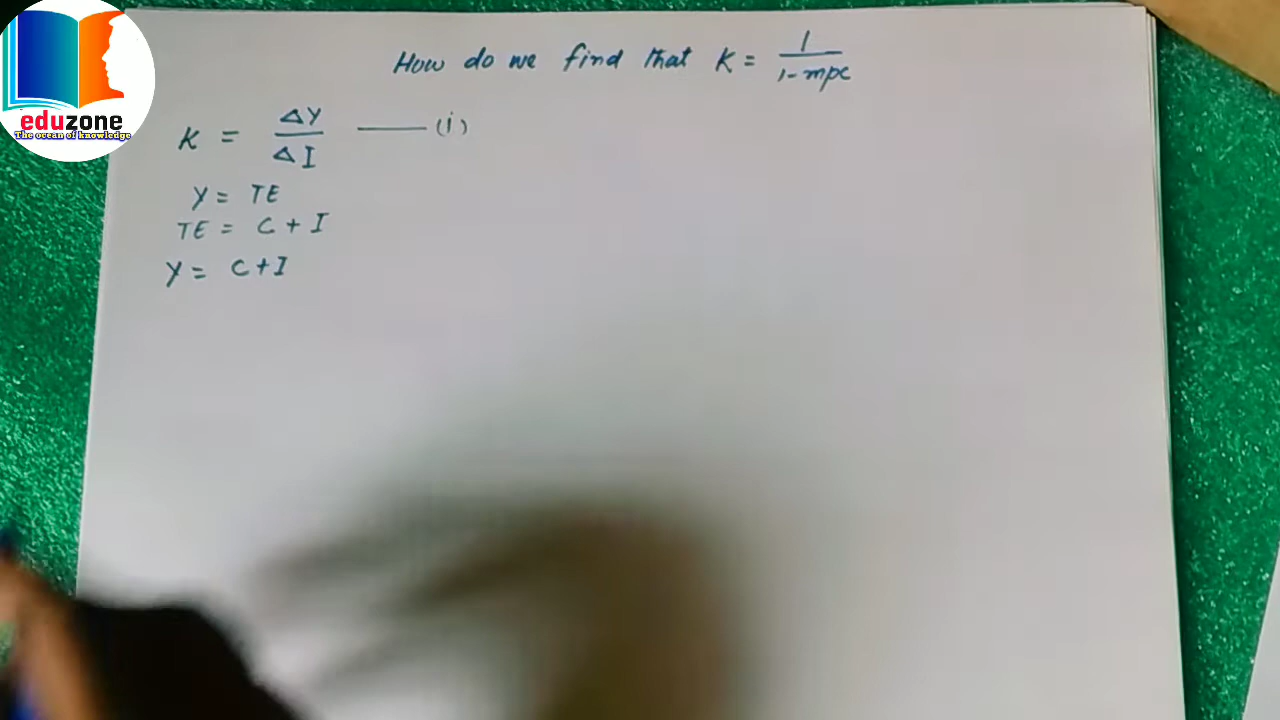 eduzone
The ocean of knowledge
How do we find that K = 1/1-mpc
K = ΔY/ΔI —— (i)
Y = TE
TE = C + I
Y = C+I